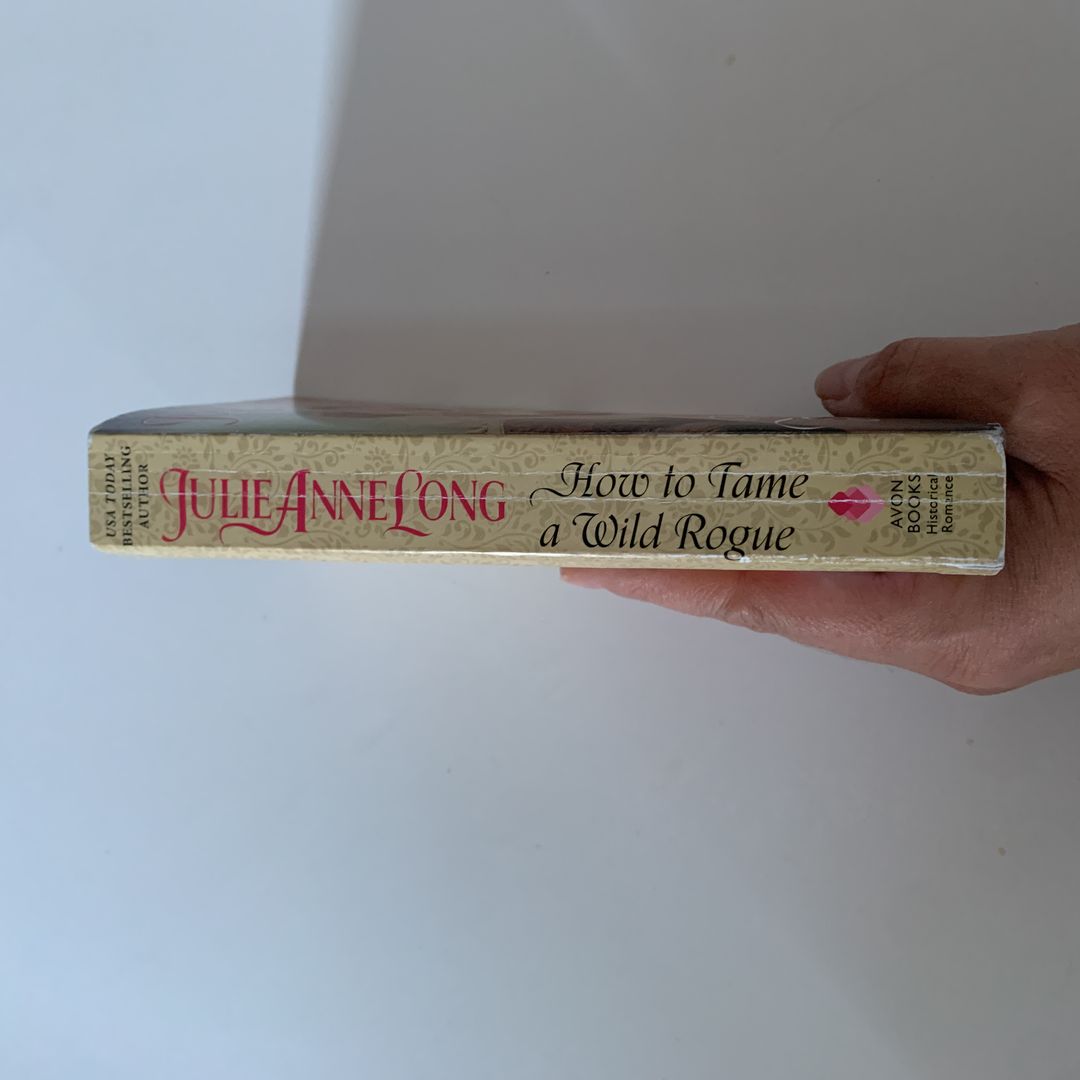 USA TODAY
BESTSELLING
AUTHOR
JULIE ANNE LONG
How to Tame
a Wild Rogue
AVON
BOOKS
Historical
Romance